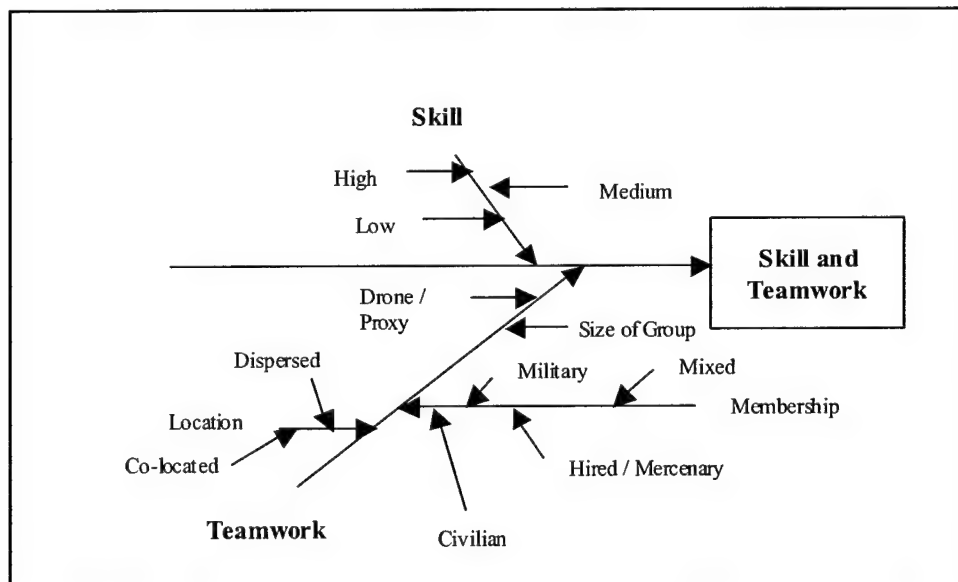 Skill
High
Medium
Low
Skill and
Teamwork
Drone /
Proxy
Size of Group
Dispersed
Military
Mixed
Location
Membership
Co-located
Hired / Mercenary
Teamwork
Civilian